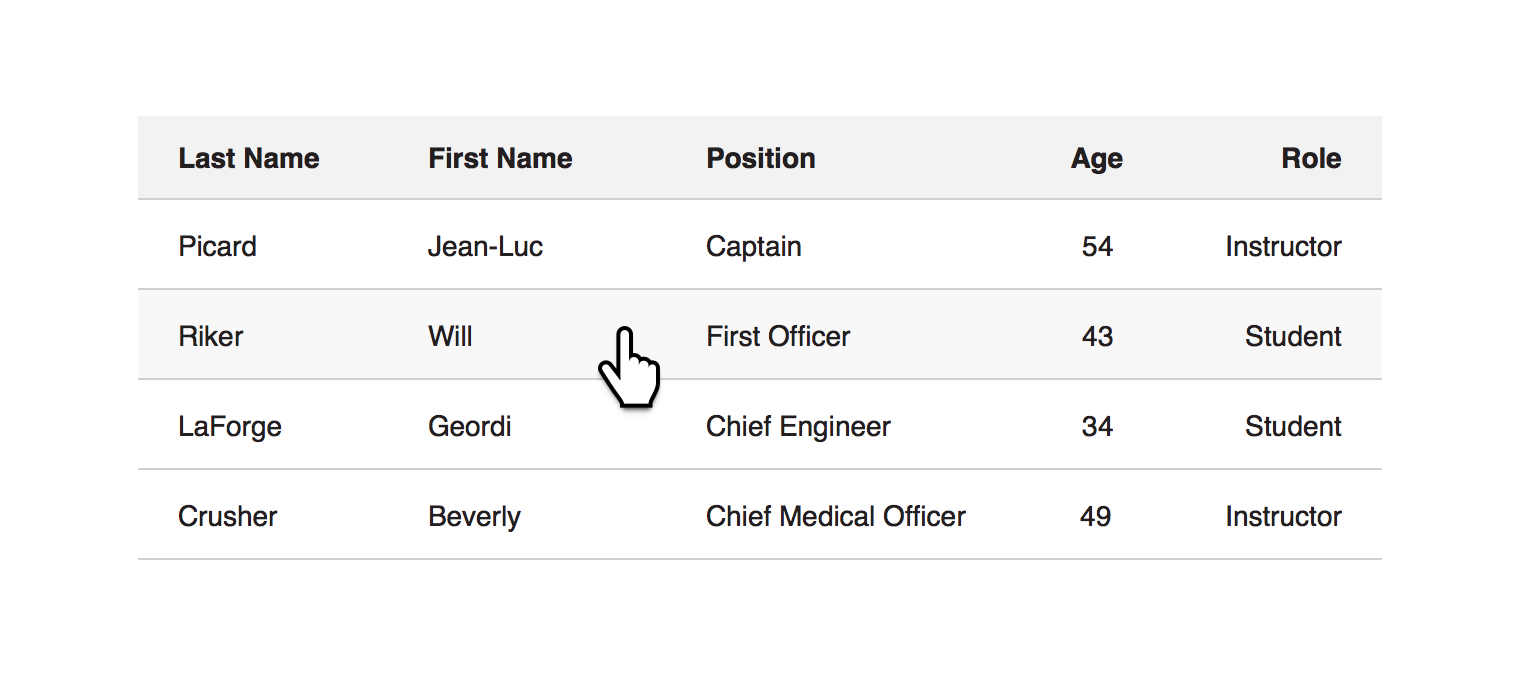 Last Name First Name Position Age Role
Picard Jean-Luc Captain 54 Instructor
Riker Will First Officer 43 Student
LaForge Geordi Chief Engineer 34 Student
Crusher Beverly Chief Medical Officer 49 Instructor